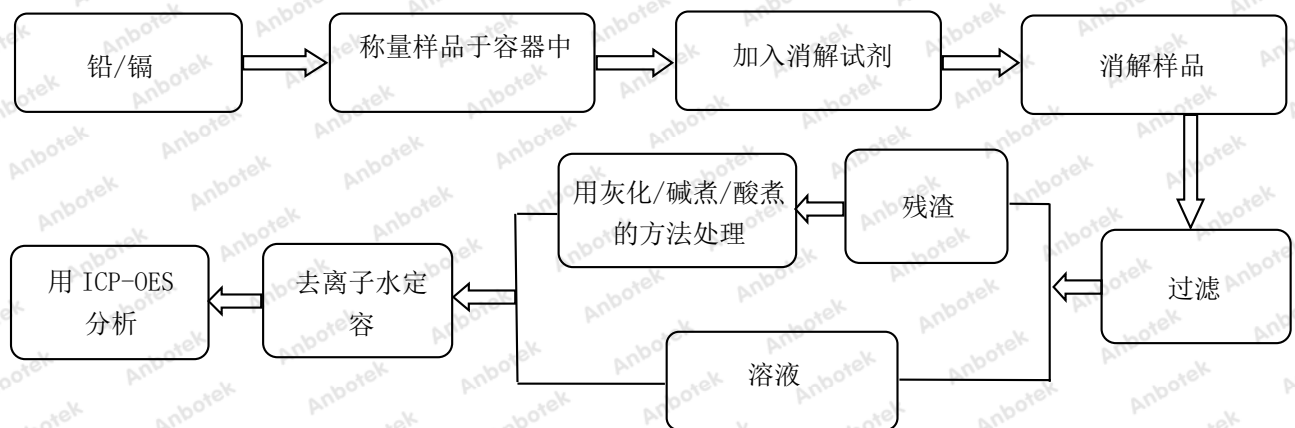 铅/镉
称量样品于容器中
加入消解试剂
消解样品
用灰化/碱煮/酸煮
的方法处理
残渣
用 ICP-OES
分析
去离子水定
容
过滤
溶液
Anbotek